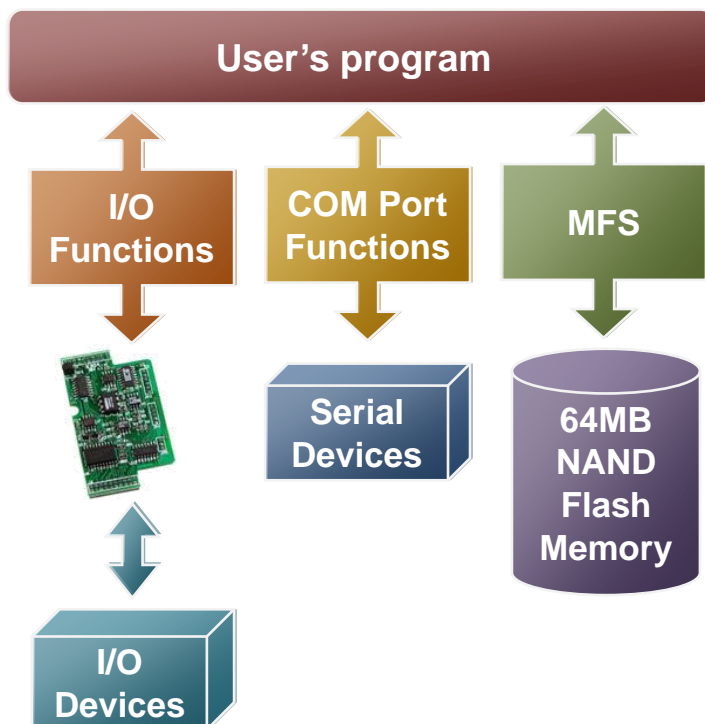 User's program
I/O
Functions
COM Port
Functions
MFS
Serial
Devices
64MB
NAND
Flash
Memory
I/O
Devices